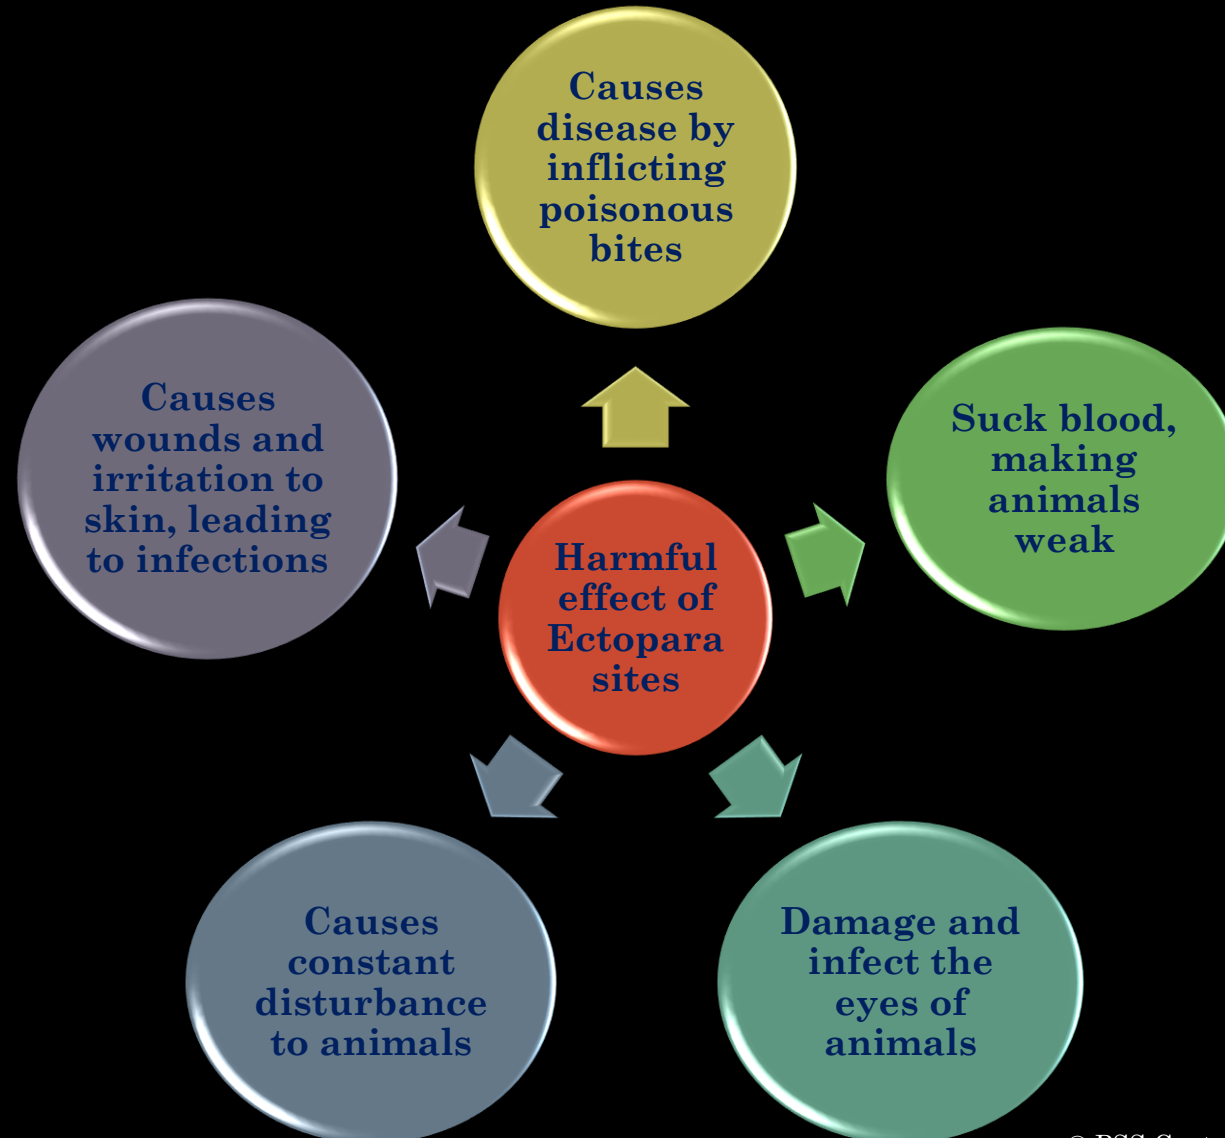 Causes
disease by
inflicting
poisonous
bites
Suck blood,
making
animals
weak
Damage and
infect the
eyes of
animals
Causes
constant
disturbance
to animals
Causes
wounds and
irritation to
skin, leading
to infections
Harmful
effect of
Ectopara
sites